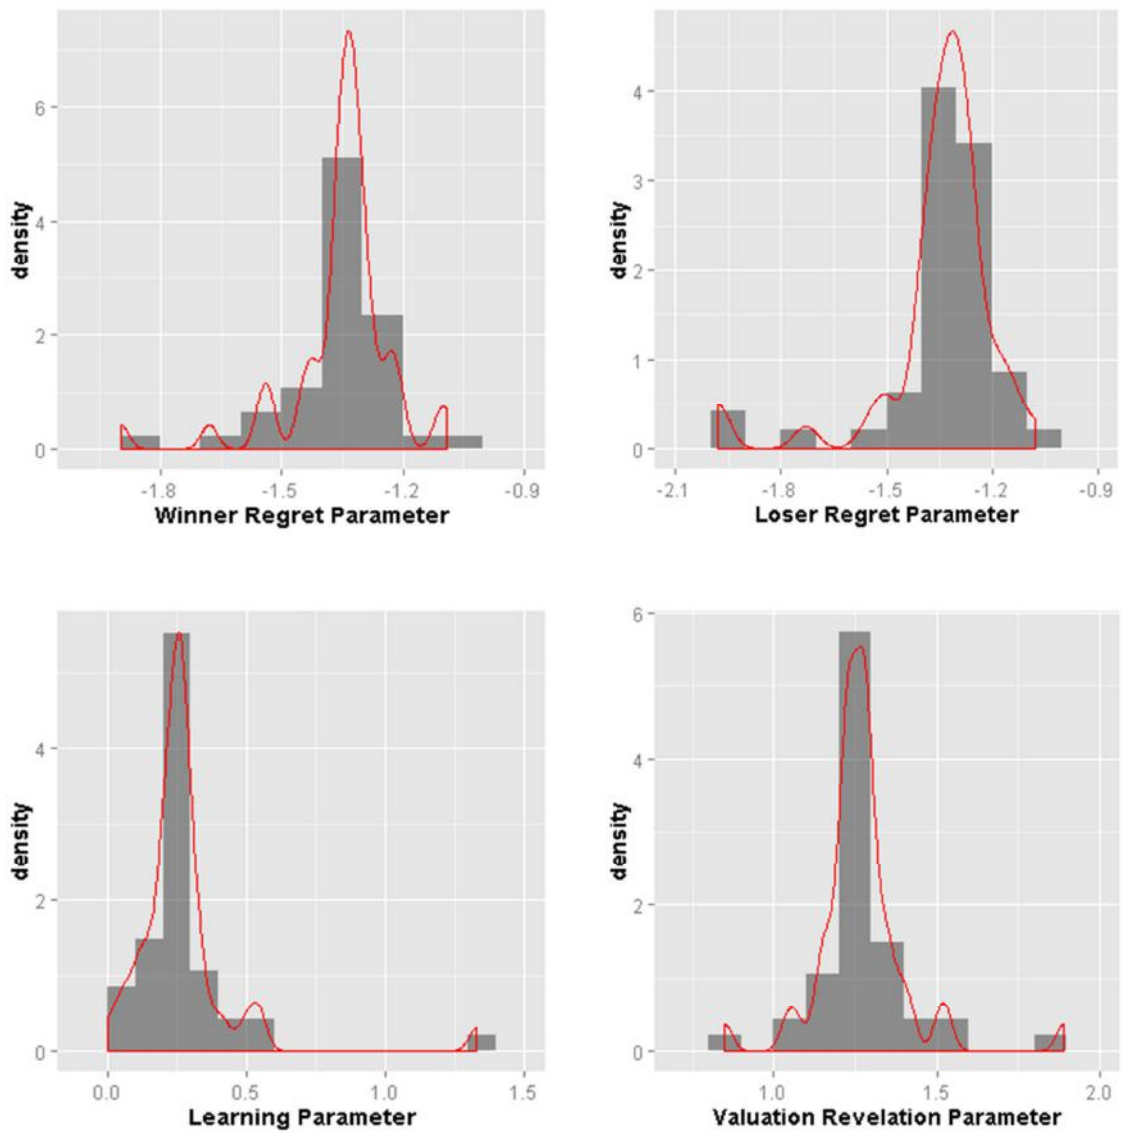 density
6
4
2
0
-1.8 -1.5 -1.2 -0.9
Winner Regret Parameter
density
4
3
2
1
0
-2.1 -1.8 -1.5 -1.2 -0.9
Loser Regret Parameter
density
4
2
0
0.0 0.5 1.0 1.5
Learning Parameter
density
6
4
2
0
1.0 1.5 2.0
Valuation Revelation Parameter